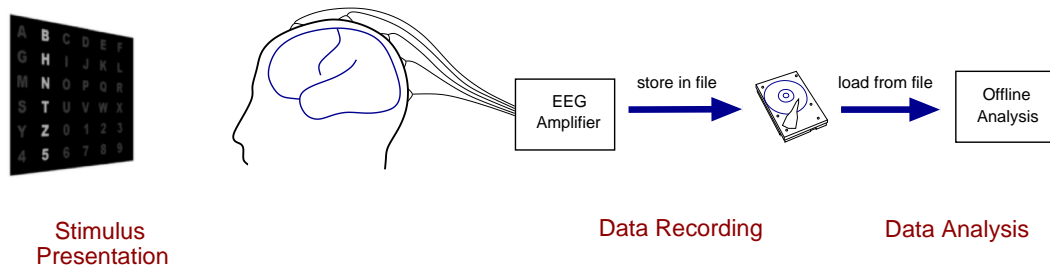 A B C D E F
G H I J K L
M N O P Q R
S T U V W X
Y Z 0 1 2 3
4 5 6 7 8 9
EEG
Amplifier
store in file
load from file
Offline
Analysis
Stimulus
Presentation
Data Recording
Data Analysis